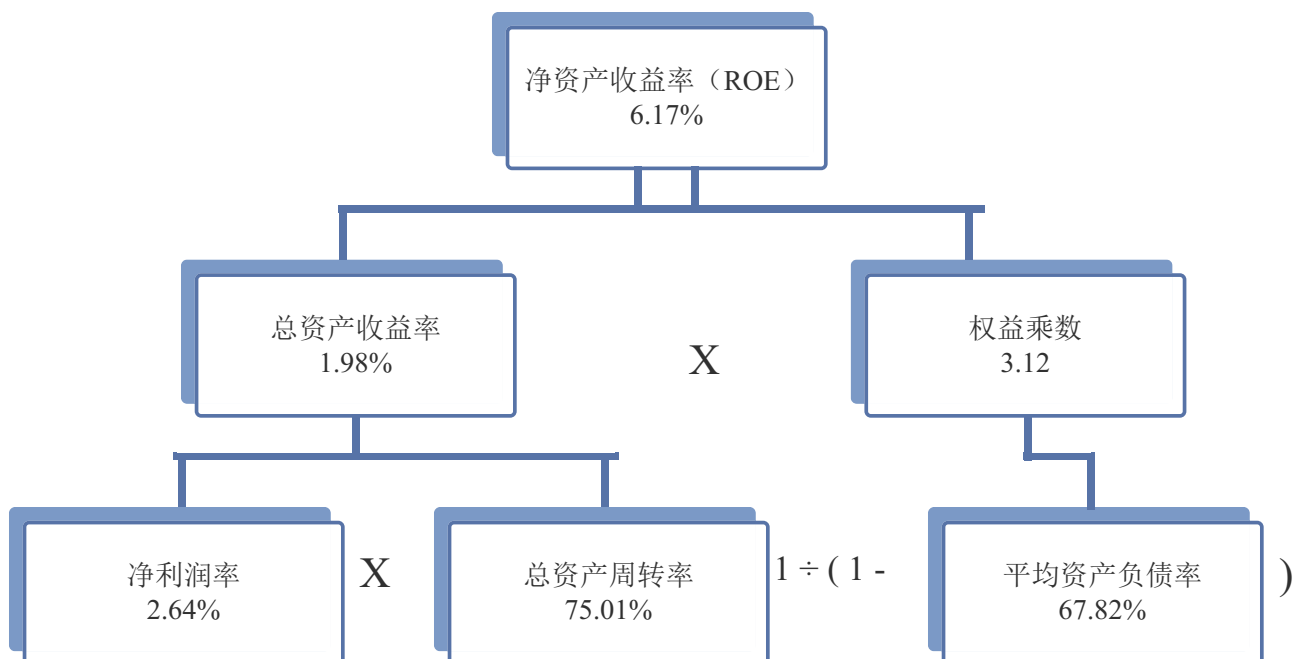 净资产收益率（ROE）
6.17%
总资产收益率
1.98%
X
权益乘数
3.12
净利润率
2.64%
X
总资产周转率
75.01%
1 ÷ ( 1 -
平均资产负债率
67.82%
)